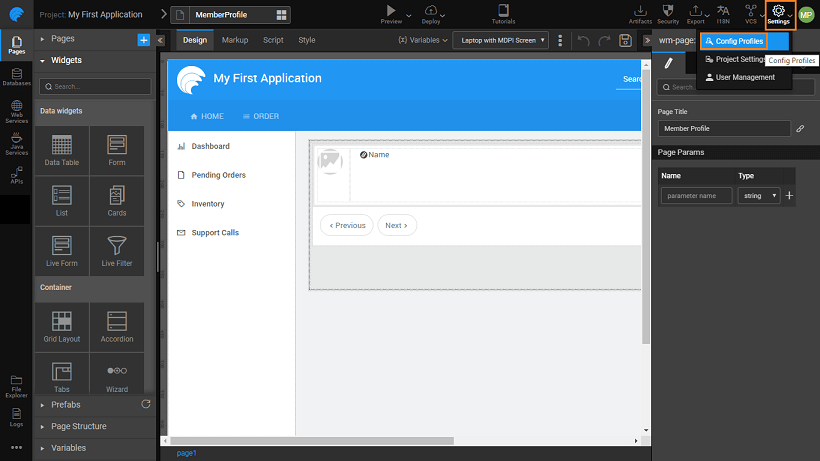 Project: My First Application
MemberProfile
Preview
Deploy
Tutorials
Artifacts
Security
Export
I18N
VCS
Settings
MP
Pages
Databases
Web
Services
Java
Services
APIs
File
Explorer
Logs
Pages
Widgets
Search...
Data widgets
Data Table
Form
List
Cards
Live Form
Live Filter
Container
Grid Layout
Accordion
Tabs
Wizard
Prefabs
Page Structure
Variables
Design
Markup
Script
Style
(x) Variables
Laptop with MDPI Screen
My First Application
Searc
HOME
ORDER
Dashboard
Pending Orders
Inventory
Support Calls
Name
< Previous
Next >
page1
wm-page:
Config Profiles
Project Settings
Config Profiles
User Management
Search...
Page Title
Member Profile
Page Params
Name
Type
parameter name
string